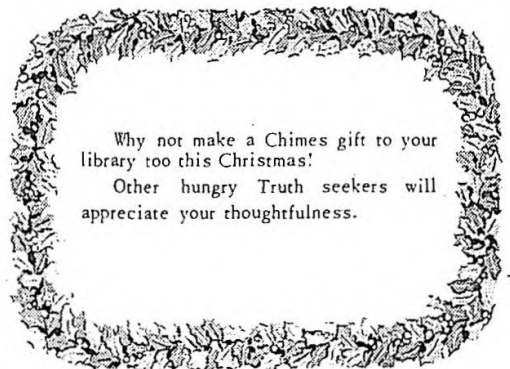 Why not make a Chimes gift to your
library too this Christmas!
Other hungry Truth seekers will
appreciate your thoughtfulness.